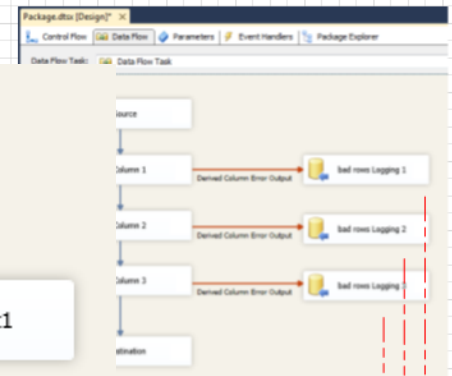 Package.dtsx [Design]* ×
Control Flow Data Flow Parameters Event Handlers Package Explorer
Data Flow Task: Data Flow Task
Source
Column 1
Derived Column Error Output
bad rows Logging 1
Column 2
Derived Column Error Output
bad rows Logging 2
Column 3
Derived Column Error Output
bad rows Logging
t1
stination